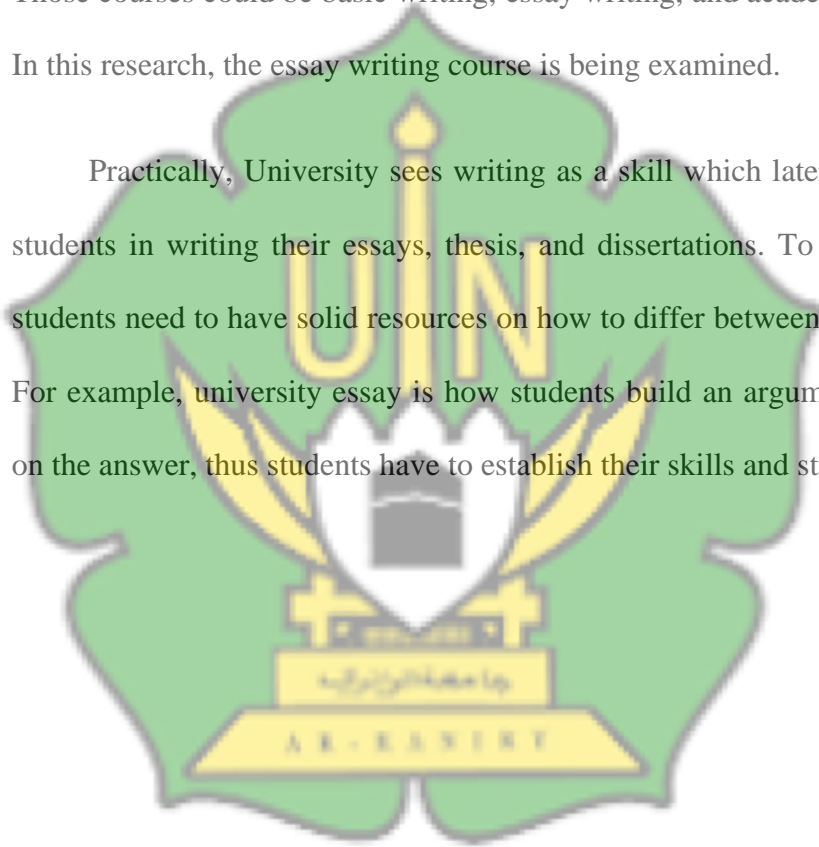 Those courses could be basic writing, essay writing, and acade
In this research, the essay writing course is being examined.
Practically, University sees writing as a skill which late
students in writing their essays, thesis, and dissertations. To
students need to have solid resources on how to differ between
For example, university essay is how students build an argum
on the answer, thus students have to establish their skills and st
UIN
جامعة الرانري
AR-RANIRY